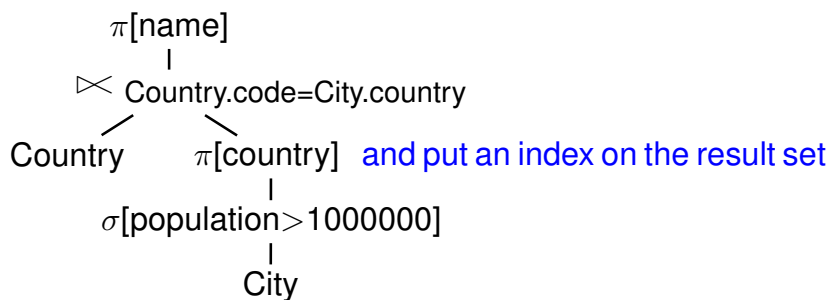 π[name]
⋉ Country.code=City.country
Country π[country] and put an index on the result set
σ[population>1000000]
City